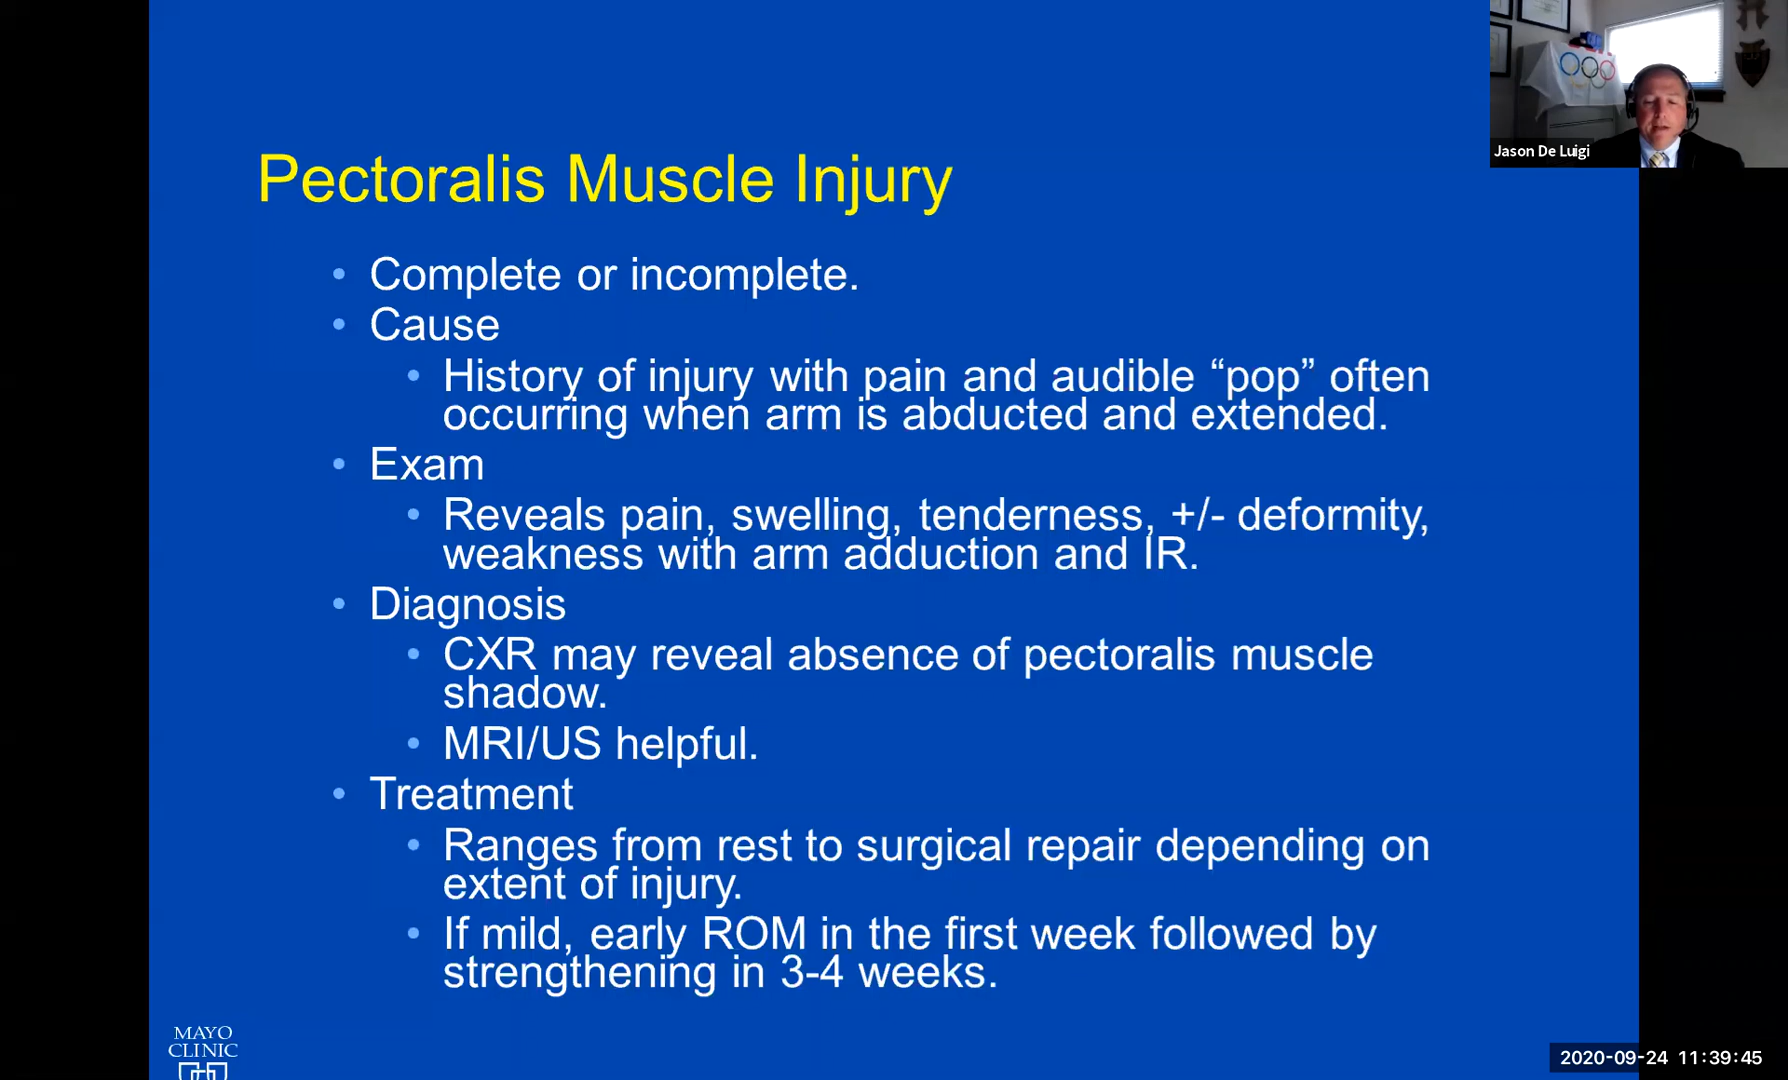 Jason De Luigi
Pectoralis Muscle Injury
• Complete or incomplete.
• Cause
• History of injury with pain and audible “pop” often
occurring when arm is abducted and extended.
• Exam
• Reveals pain, swelling, tenderness, +/- deformity,
weakness with arm adduction and IR.
• Diagnosis
• CXR may reveal absence of pectoralis muscle
shadow.
• MRI/US helpful.
• Treatment
• Ranges from rest to surgical repair depending on
extent of injury.
• If mild, early ROM in the first week followed by
strengthening in 3-4 weeks.
MAYO
CLINIC
2020-09-24 11:39:45